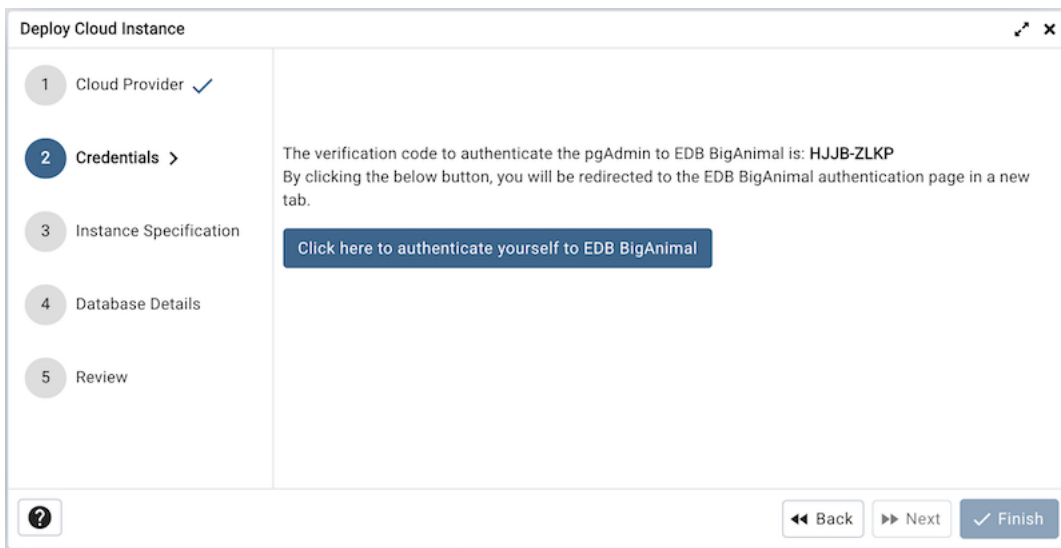 Deploy Cloud Instance
1 Cloud Provider
2 Credentials
The verification code to authenticate the pgAdmin to EDB BigAnimal is: HJJB-ZLKP
By clicking the below button, you will be redirected to the EDB BigAnimal authentication page in a new
tab.
3 Instance Specification
Click here to authenticate yourself to EDB BigAnimal
4 Database Details
5 Review
? Back Next Finish